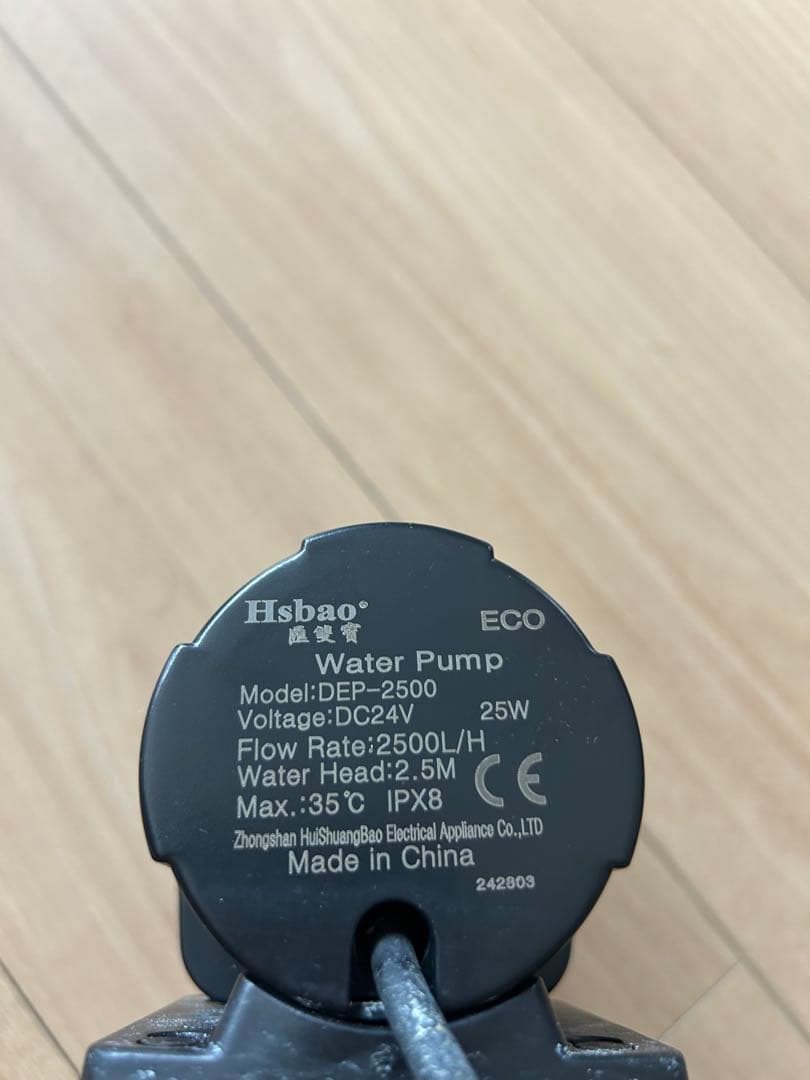 Hsbao®
ECO
匯雙寶
Water Pump
Model:DEP-2500
Voltage:DC24V 25W
Flow Rate:2500L/H
Water Head:2.5M
CE
Max.:35℃ IPX8
Zhongshan HuiShuangBao Electrical Appliance Co.,LTD
Made in China
242803